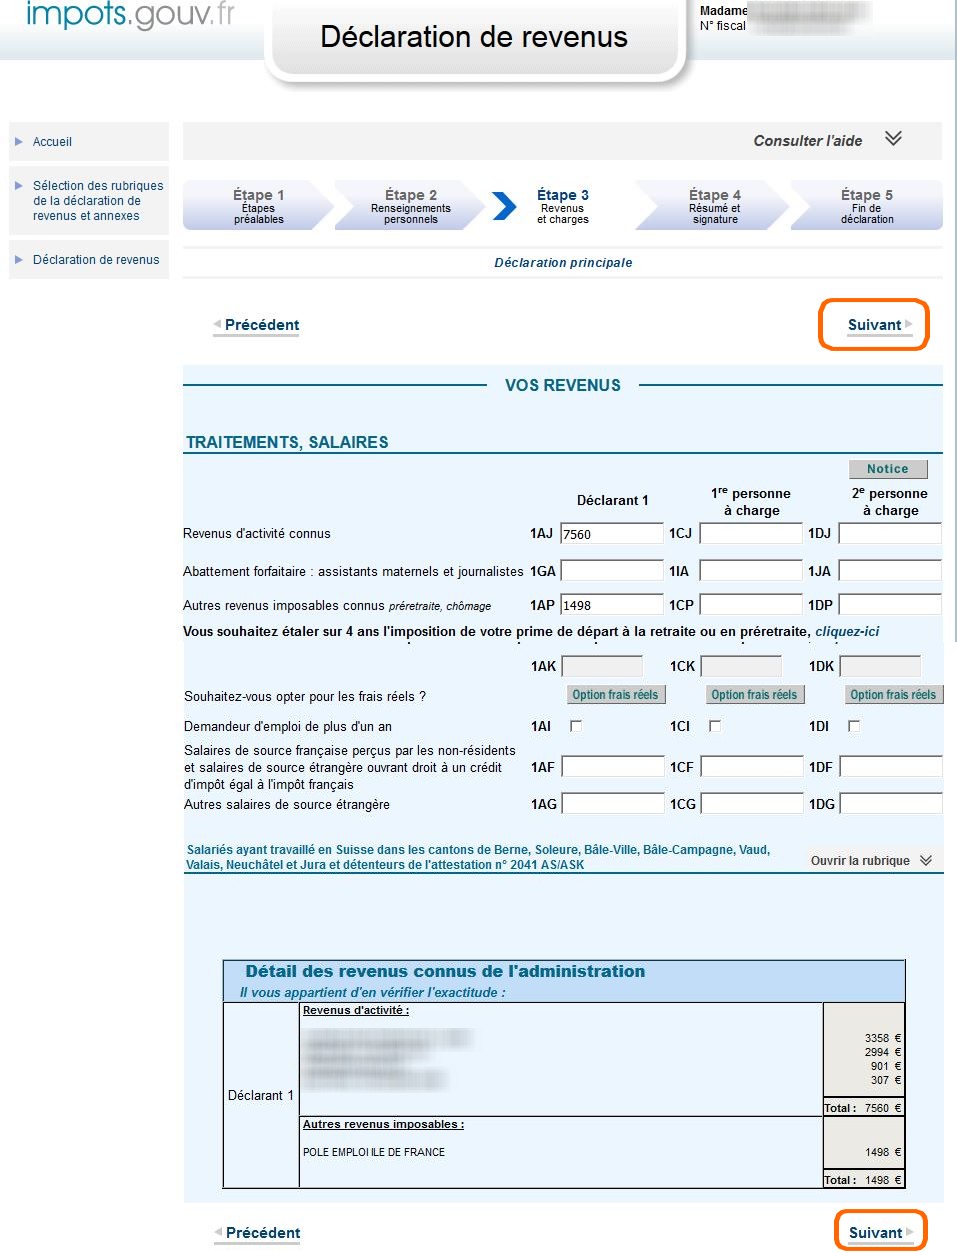 impots.gouv.fr
Déclaration de revenus
Madame
N° fiscal
Accueil
Sélection des rubriques
de la déclaration de
revenus et annexes
Déclaration de revenus
Consulter l'aide
Étape 1
Étapes
préalables
Étape 2
Renseignements
personnels
Étape 3
Revenus
et charges
Étape 4
Résumé et
signature
Étape 5
Fin de
déclaration
Déclaration principale
Précédent
Suivant
VOS REVENUS
TRAITEMENTS, SALAIRES
Notice
Déclarant 1
1re personne
à charge
2e personne
à charge
Revenus d'activité connus 1AJ 7560 1CJ 1DJ
Abattement forfaitaire : assistants maternels et journalistes 1GA 1IA 1JA
Autres revenus imposables connus préretraite, chômage 1AP 1498 1CP 1DP
Vous souhaitez étaler sur 4 ans l'imposition de votre prime de départ à la retraite ou en préretraite, cliquez-ici
1AK 1CK 1DK
Souhaitez-vous opter pour les frais réels ? Option frais réels Option frais réels Option frais réels
Demandeur d'emploi de plus d'un an 1AI 1CI 1DI
Salaires de source française perçus par les non-résidents
et salaires de source étrangère ouvrant droit à un crédit 1AF 1CF 1DF
d'impôt égal à l'impôt français
Autres salaires de source étrangère 1AG 1CG 1DG
Salariés ayant travaillé en Suisse dans les cantons de Berne, Soleure, Bâle-Ville, Bâle-Campagne, Vaud,
Valais, Neuchâtel et Jura et détenteurs de l'attestation n° 2041 AS/ASK
Ouvrir la rubrique
Détail des revenus connus de l'administration
Il vous appartient d'en vérifier l'exactitude :
Déclarant 1
Revenus d'activité :
3358 €
2994 €
901 €
307 €
Total : 7560 €
Autres revenus imposables :
POLE EMPLOI ILE DE FRANCE 1498 €
Total : 1498 €
Précédent
Suivant